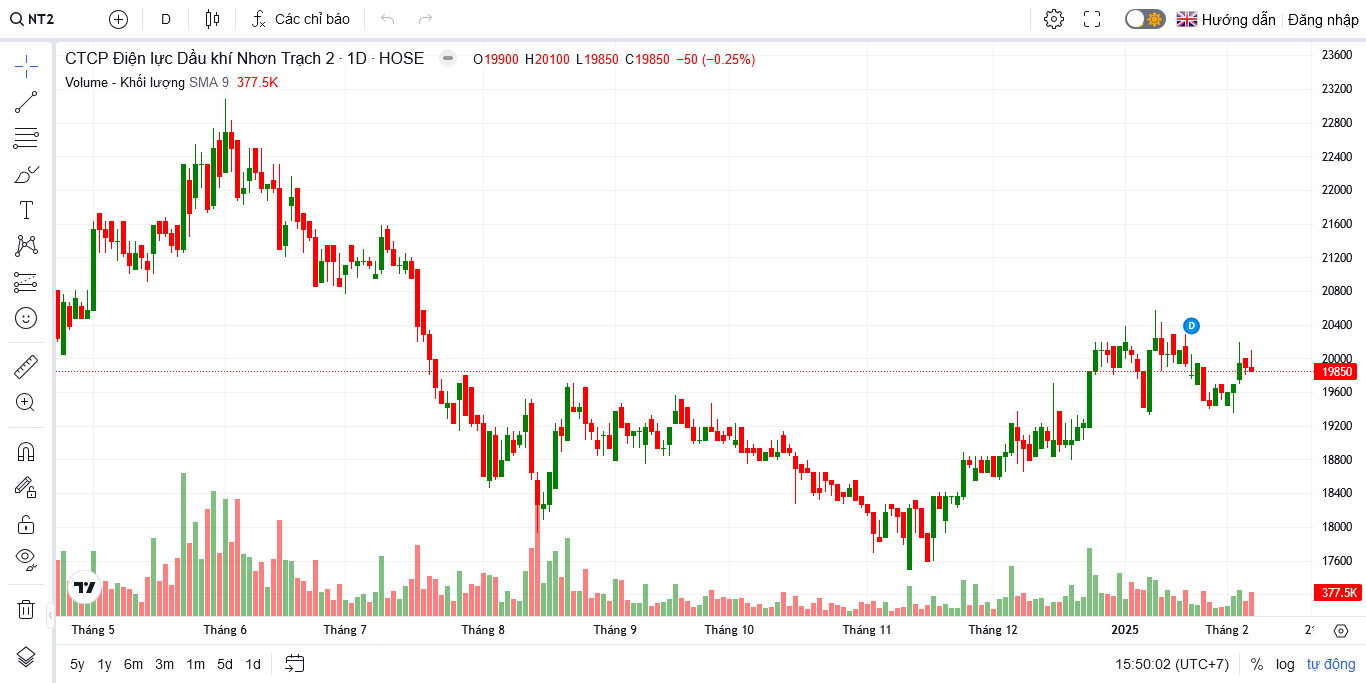 NT2
D
Các chỉ báo
Hướng dẫn
Đăng nhập
CTCP Điện lực Dầu khí Nhơn Trạch 2 · 1D · HOSE
O19900 H20100 L19850 C19850 −50 (−0.25%)
Volume - Khối lượng SMA 9 377.5K
23600
23200
22800
22400
22000
21600
21200
20800
20400
20000
19850
19600
19200
18800
18400
18000
17600
377.5K
D
Tháng 5 Tháng 6 Tháng 7 Tháng 8 Tháng 9 Tháng 10 Tháng 11 Tháng 12 2025 Tháng 2
5y 1y 6m 3m 1m 5d 1d
15:50:02 (UTC+7) % log tự động